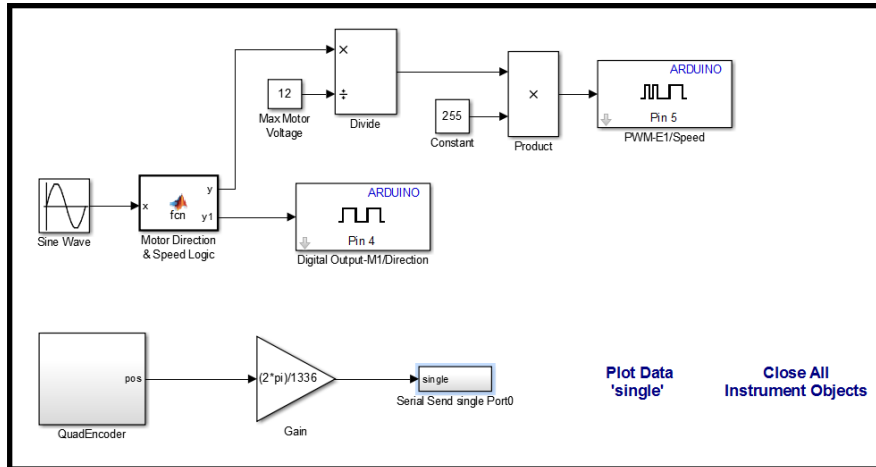 ×
÷
Divide
12
Max Motor
Voltage
255
Constant
×
Product
ARDUINO
Pin 5
PWM-E1/Speed
Sine Wave
x
fcn
y
y1
Motor Direction
& Speed Logic
ARDUINO
Pin 4
Digital Output-M1/Direction
pos
QuadEncoder
(2*pi)/1336
Gain
single
Serial Send single Port0
Plot Data
'single'
Close All
Instrument Objects